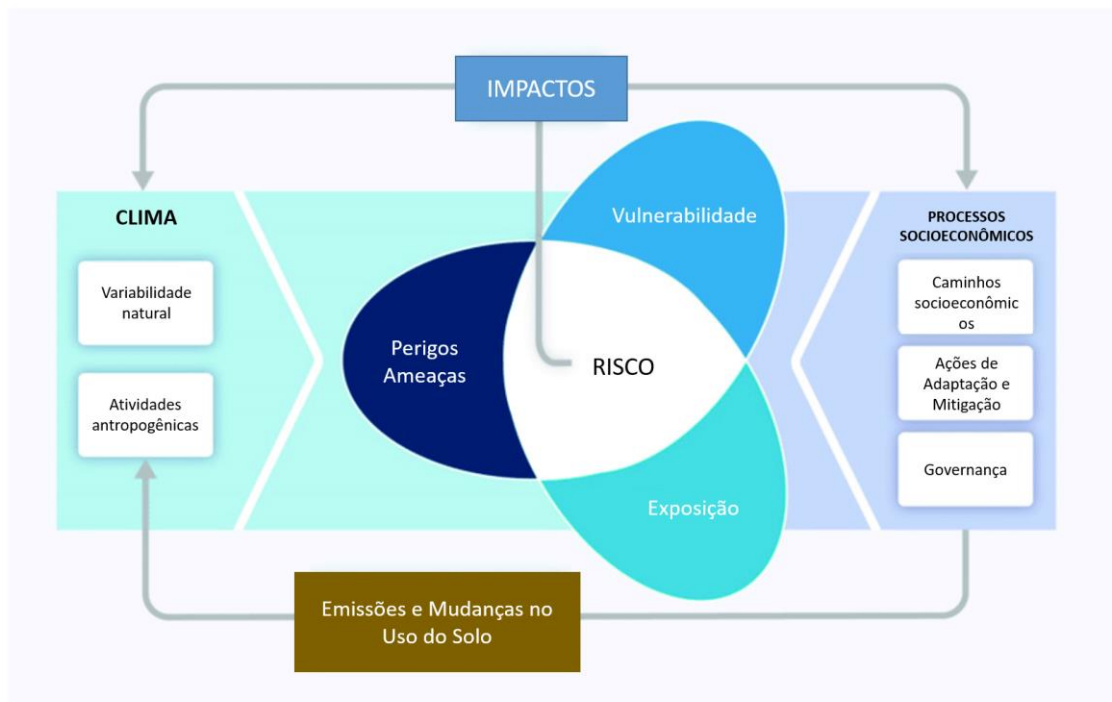 IMPACTOS
CLIMA
Variabilidade
natural
Atividades
antropogênicas
Vulnerabilidade
Perigos
Ameaças
RISCO
Exposição
PROCESSOS
SOCIOECONÔMICOS
Caminhos
socioeconômic
os
Ações de
Adaptação e
Mitigação
Governança
Emissões e Mudanças no
Uso do Solo